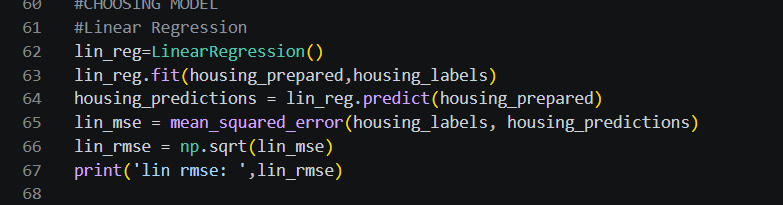 60 #CHOOSING MODEL
61 #Linear Regression
62 lin_reg=LinearRegression()
63 lin_reg.fit(housing_prepared,housing_labels)
64 housing_predictions = lin_reg.predict(housing_prepared)
65 lin_mse = mean_squared_error(housing_labels, housing_predictions)
66 lin_rmse = np.sqrt(lin_mse)
67 print('lin rmse: ',lin_rmse)
68